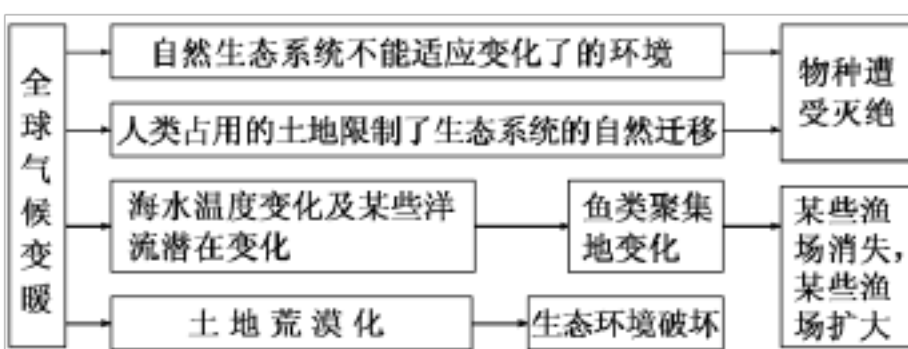 全球气候变暖
自然生态系统不能适应变化了的环境
物种遭
受灭绝
人类占用的土地限制了生态系统的自然迁移
海水温度变化及某些洋
流潜在变化
鱼类聚集
地变化
某些渔
场消失，
某些渔
场扩大
土地荒漠化
生态环境破坏